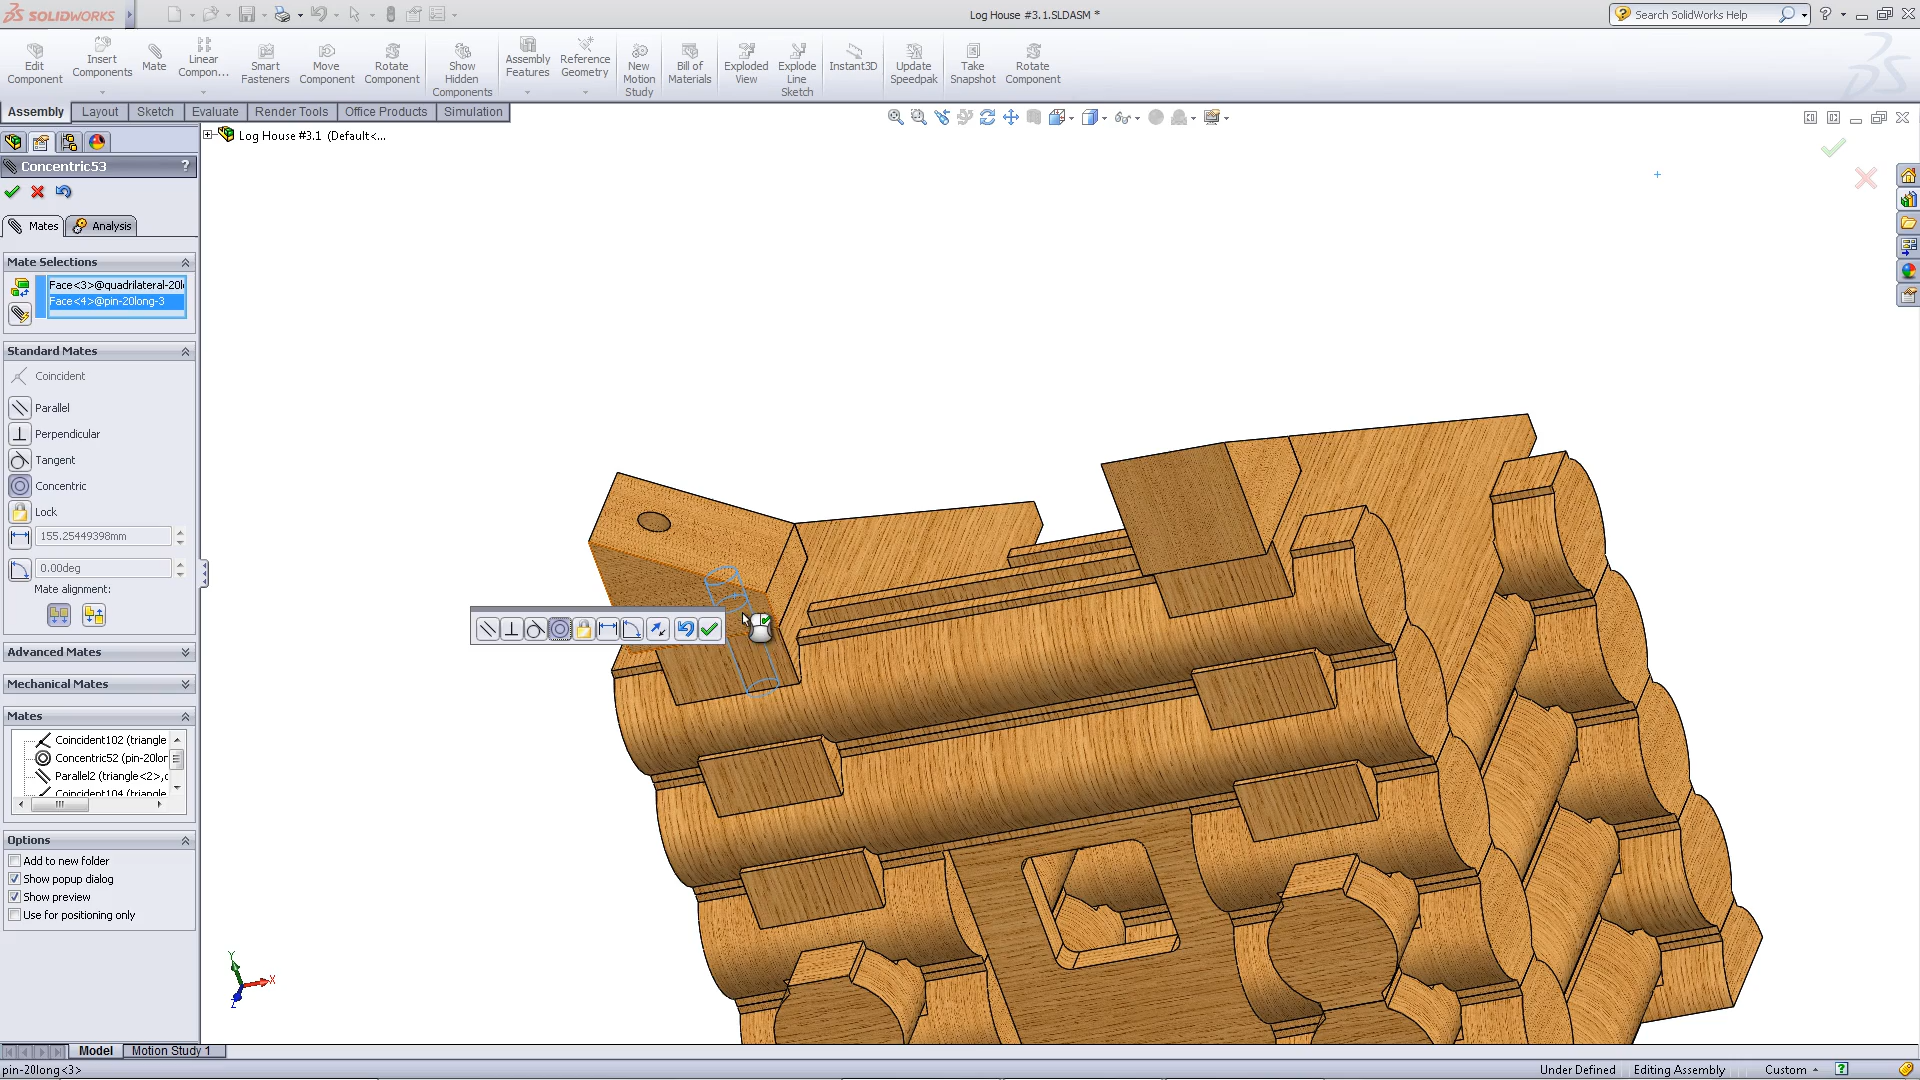 SOLIDWORKS
Log House #3.1.SLDASM *
Search SolidWorks Help
Edit Component
Insert Components
Mate
Linear Compon...
Smart Fasteners
Move Component
Rotate Component
Show Hidden Components
Assembly Features
Reference Geometry
New Motion Study
Bill of Materials
Exploded View
Explode Line Sketch
Instant3D
Update Speedpak
Take Snapshot
Rotate Component
Assembly
Layout
Sketch
Evaluate
Render Tools
Office Products
Simulation
Log House #3.1 (Default<...
Concentric53
?
Mates
Analysis
Mate Selections
Face<3>@quadrilateral-20l
Face<4>@pin-20long-3
Standard Mates
Coincident
Parallel
Perpendicular
Tangent
Concentric
Lock
155.25449398mm
0.00deg
Mate alignment:
Advanced Mates
Mechanical Mates
Mates
Coincident102 (triangle
Concentric52 (pin-20lor
Parallel2 (triangle<2>,c
Coincident104 (triangle
Options
Add to new folder
Show popup dialog
Show preview
Use for positioning only
Y
X
Z
Model
Motion Study 1
pin-20long<3>
Under Defined
Editing Assembly
Custom